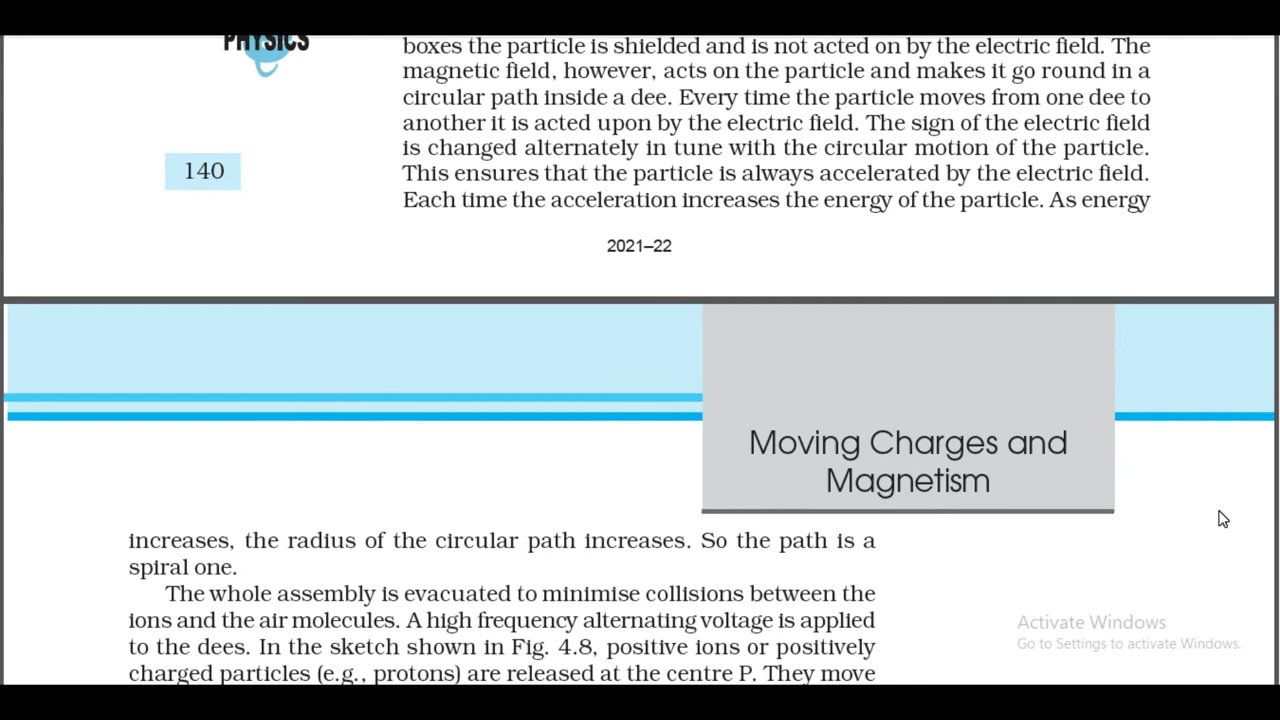 PHYSICS
boxes the particle is shielded and is not acted on by the electric field. The
magnetic field, however, acts on the particle and makes it go round in a
circular path inside a dee. Every time the particle moves from one dee to
another it is acted upon by the electric field. The sign of the electric field
is changed alternately in tune with the circular motion of the particle.
This ensures that the particle is always accelerated by the electric field.
Each time the acceleration increases the energy of the particle. As energy
140
2021–22
Moving Charges and
Magnetism
increases, the radius of the circular path increases. So the path is a
spiral one.
The whole assembly is evacuated to minimise collisions between the
ions and the air molecules. A high frequency alternating voltage is applied
to the dees. In the sketch shown in Fig. 4.8, positive ions or positively
charged particles (e.g., protons) are released at the centre P. They move
Activate Windows
Go to Settings to activate Windows.